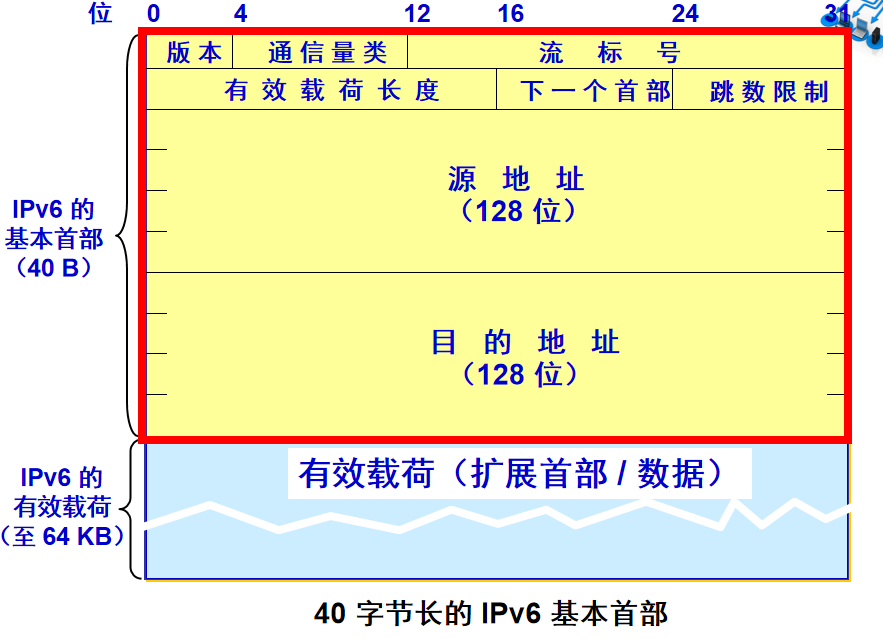 位 0 4 12 16 24 31
版本 通信量类 流标号
有效载荷长度 下一个首部 跳数限制
源地址
（128 位）
IPv6 的
基本首部
（40 B）
目的地址
（128 位）
有效载荷（扩展首部 / 数据）
IPv6 的
有效载荷
（至 64 KB）
40 字节长的 IPv6 基本首部